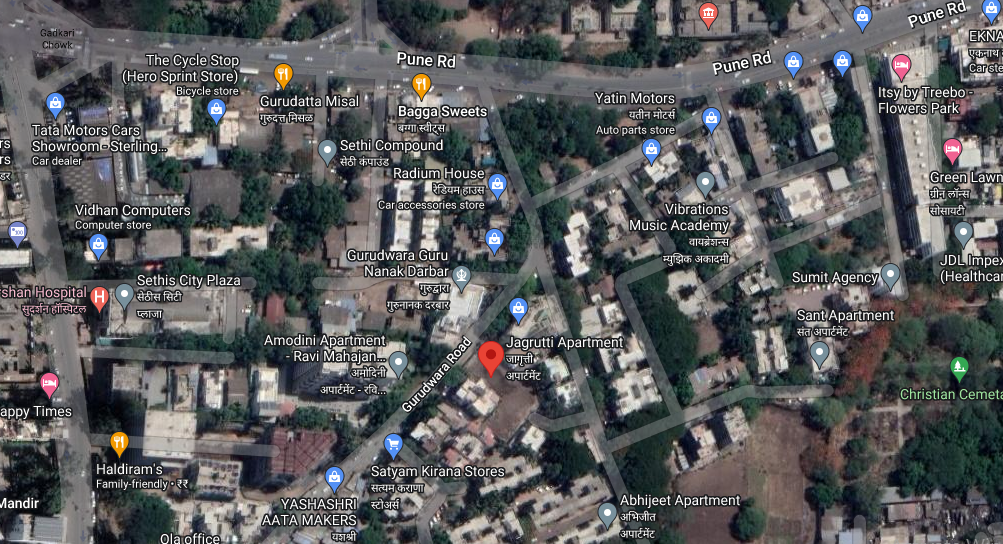 Gadkari
Chowk
Pune Rd
Pune Rd
Pune Rd
The Cycle Stop
(Hero Sprint Store)
Bicycle store
Gurudatta Misal
गुरुदत्त मिसळ
Bagga Sweets
बग्गा स्वीट्स
Yatin Motors
यतीन मोटर्स
Auto parts store
Itsy by Treebo -
Flowers Park
EKNA
एकनाथ
Car ste
Tata Motors Cars
Showroom - Sterling...
Car dealer
Sethi Compound
सेठी कंपाउंड
Radium House
रेडियम हाउस
Car accessories store
Green Lawn
ग्रीन लॉन्स
सोसायटी
Vidhan Computers
Computer store
Vibrations
Music Academy
वायब्रेशन्स
म्युझिक अकादमी
Gurudwara Guru
Nanak Darbar
गुरुद्वारा
गुरुनानक दरबार
JDL Impex
(Healthcar
Sumit Agency
Sethis City Plaza
सेठीस सिटी
प्लाजा
rshan Hospital
सुदर्शन हॉस्पिटल
Sant Apartment
संत अपार्टमेंट
Amodini Apartment
- Ravi Mahajan...
अमोदिनी
अपार्टमेंट - रवि...
Jagrutti Apartment
जागृत्ती
अपार्टमेंट
Gurudwara Road
Christian Cemeta
appy Times
Haldiram's
Family-friendly • ₹₹
Satyam Kirana Stores
सत्यम कराणा
स्टोअर्स
Mandir
YASHASHRI
AATA MAKERS
यशश्री
Abhijeet Apartment
अभिजीत
अपार्टमेंट
Ola office